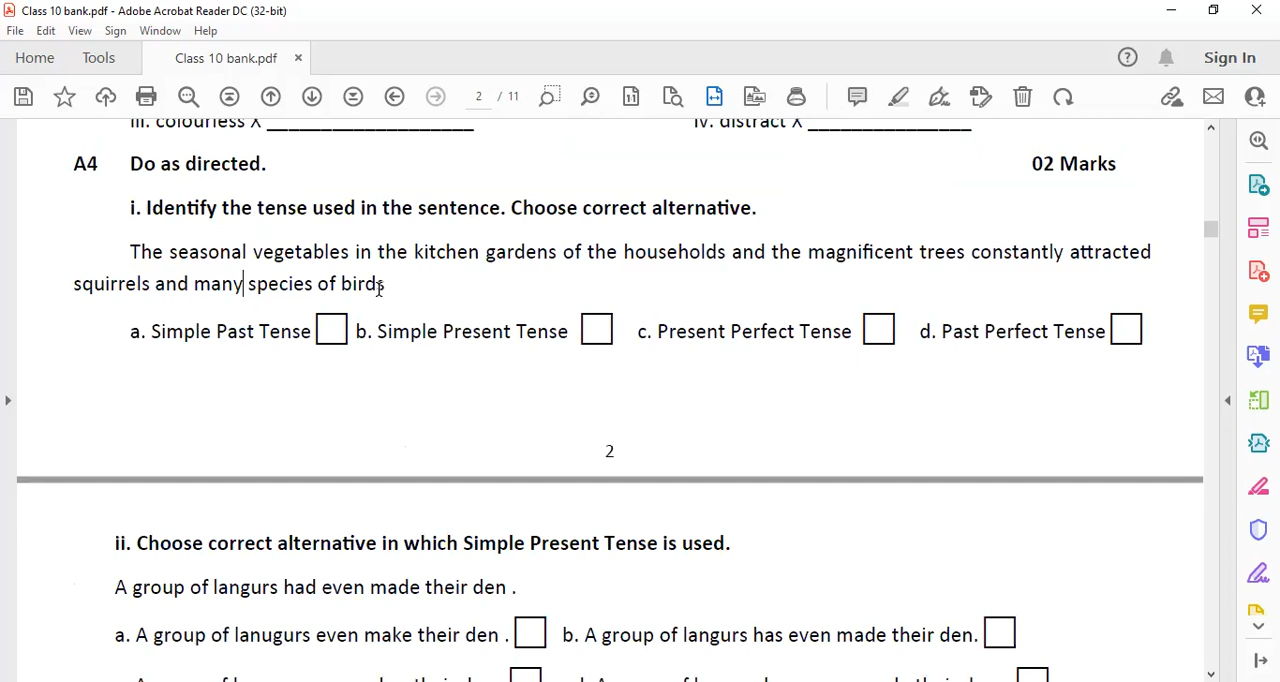 Class 10 bank.pdf - Adobe Acrobat Reader DC (32-bit)
File Edit View Sign Window Help
Home Tools Class 10 bank.pdf × Sign In
2 / 11
iii. colourless X ____________________ iv. distract X _______________
A4 Do as directed. 02 Marks
i. Identify the tense used in the sentence. Choose correct alternative.
The seasonal vegetables in the kitchen gardens of the households and the magnificent trees constantly attracted
squirrels and many species of birds
a. Simple Past Tense b. Simple Present Tense c. Present Perfect Tense d. Past Perfect Tense
2
ii. Choose correct alternative in which Simple Present Tense is used.
A group of langurs had even made their den .
a. A group of lanugurs even make their den . b. A group of langurs has even made their den.